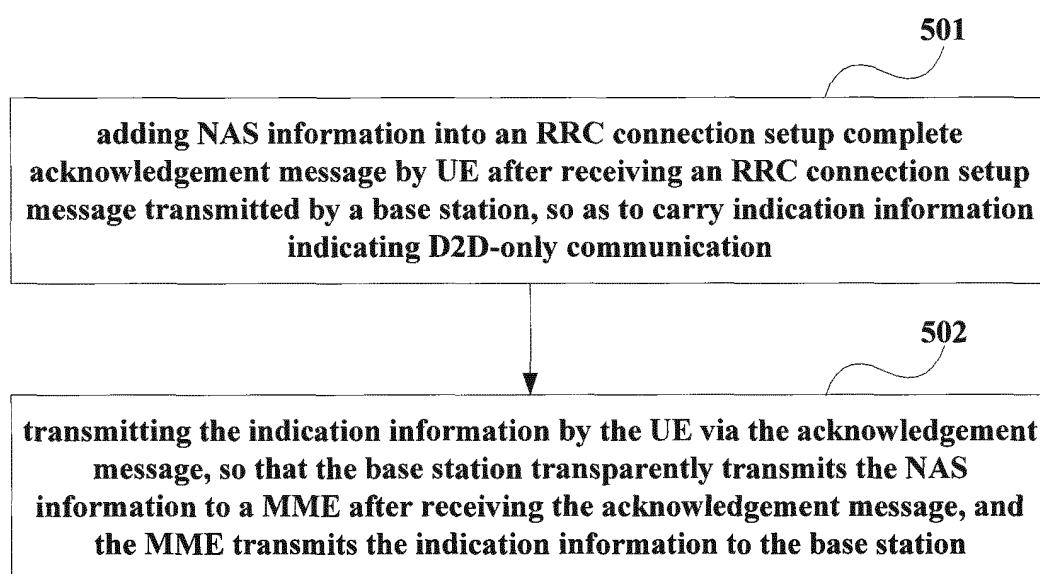 501
adding NAS information into an RRC connection setup complete
acknowledgement message by UE after receiving an RRC connection setup
message transmitted by a base station, so as to carry indication information
indicating D2D-only communication
502
transmitting the indication information by the UE via the acknowledgement
message, so that the base station transparently transmits the NAS
information to a MME after receiving the acknowledgement message, and
the MME transmits the indication information to the base station